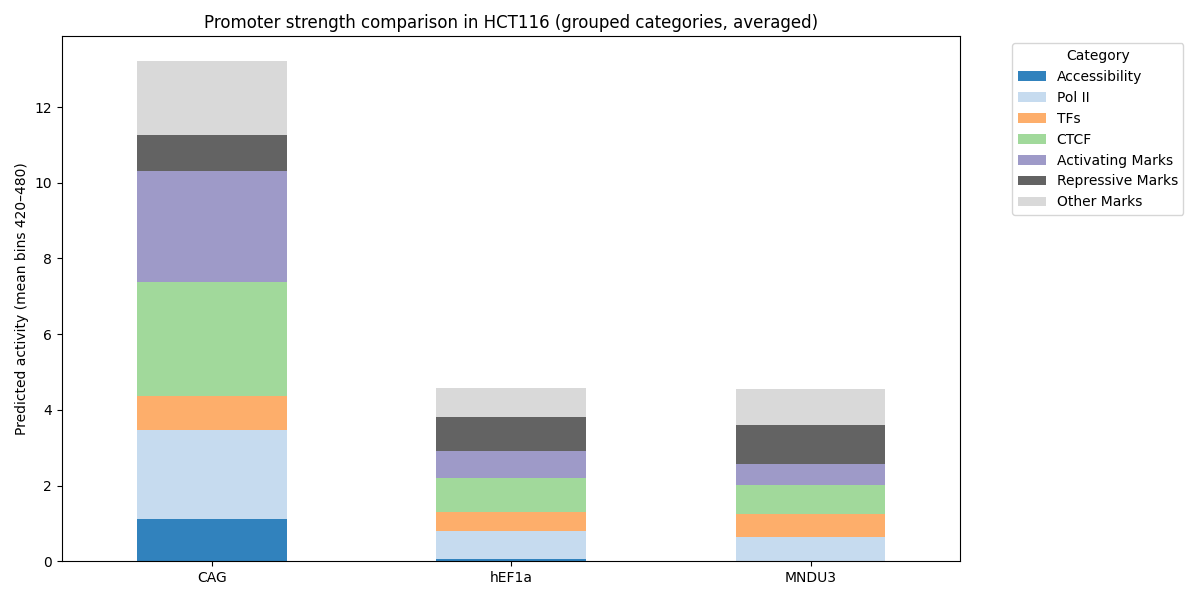 Promoter strength comparison in HCT116 (grouped categories, averaged)
Predicted activity (mean bins 420–480)
12
10
8
6
4
2
0
CAG
hEF1a
MNDU3
Category
Accessibility
Pol II
TFs
CTCF
Activating Marks
Repressive Marks
Other Marks